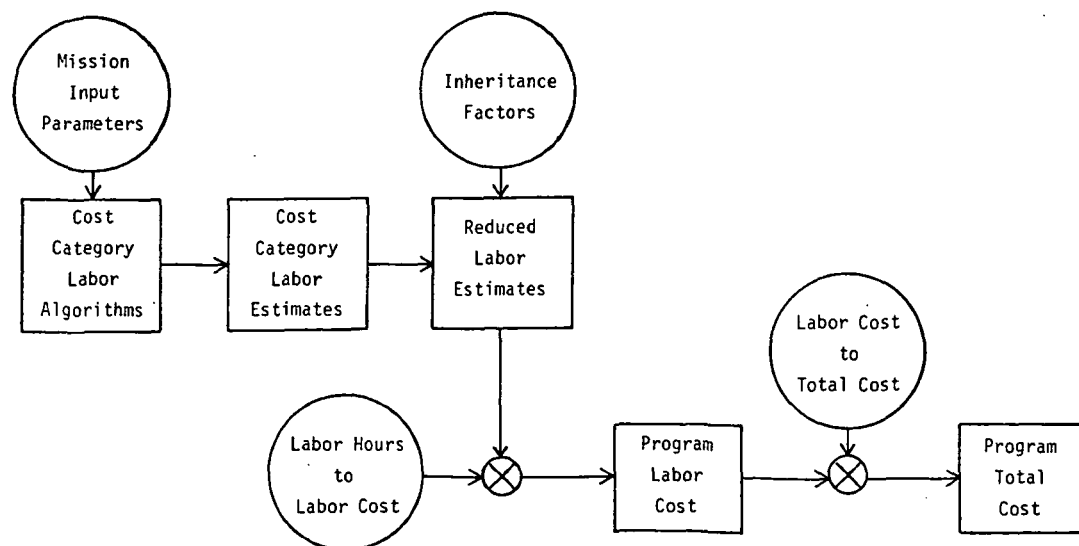 Mission
Input
Parameters
Inheritance
Factors
Cost
Category
Labor
Algorithms
Cost
Category
Labor
Estimates
Reduced
Labor
Estimates
Labor Cost
to
Total Cost
Labor Hours
to
Labor Cost
Program
Labor
Cost
Program
Total
Cost